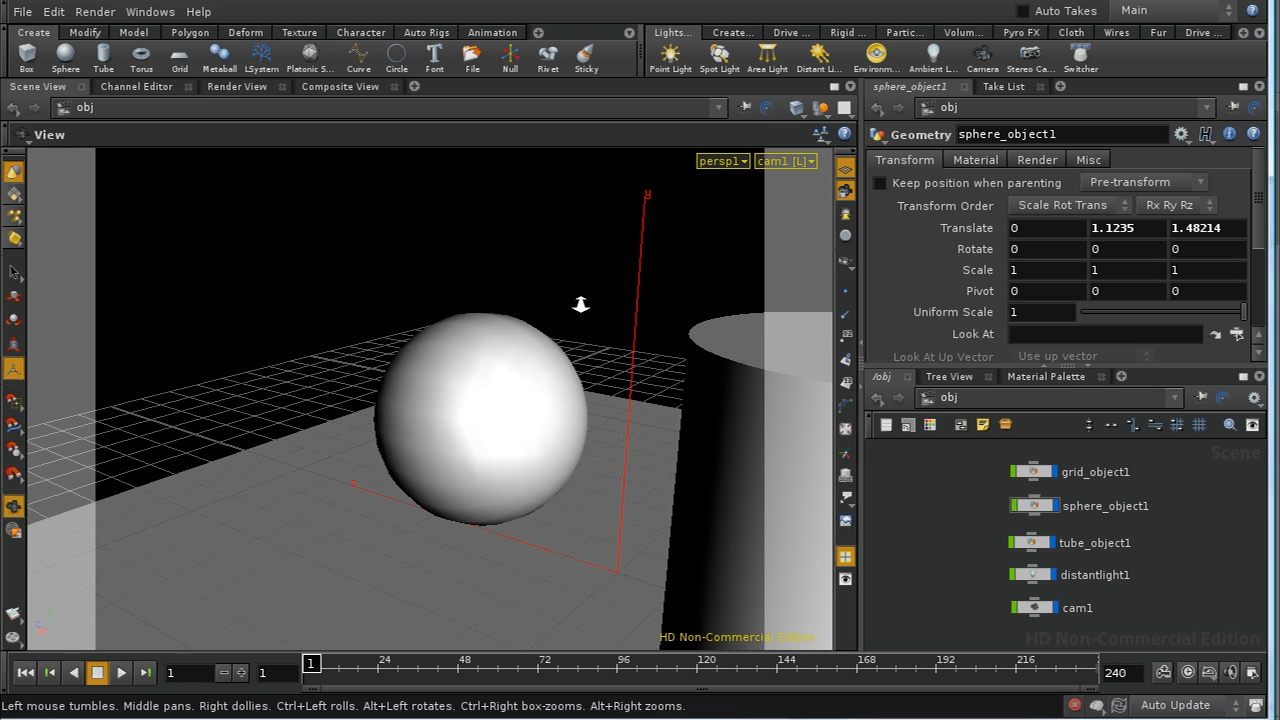 File Edit Render Windows Help Auto Takes Main
Create Modify Model Polygon Deform Texture Character Auto Rigs Animation Lights... Create... Drive ... Rigid ... Partic... Volum... Pyro FX Cloth Wires Fur Drive ...
Box Sphere Tube Torus Grid Metaball LSystem Platonic S... Curve Circle Font File Null Rivet Sticky Point Light Spot Light Area Light Distant Li... Environm... Ambient L... Camera Stereo Ca... Switcher
Scene View Channel Editor Render View Composite View sphere_object1 Take List
obj obj
View Geometry sphere_object1
persp1 cam1 [L] Transform Material Render Misc
Keep position when parenting Pre-transform
y Transform Order Scale Rot Trans Rx Ry Rz
Translate 0 1.1235 1.48214
Rotate 0 0 0
Scale 1 1 1
Pivot 0 0 0
Uniform Scale 1
Look At
Look At Up Vector Use up vector
/obj Tree View Material Palette
obj
Scene
grid_object1
sphere_object1
tube_object1
distantlight1
cam1
HD Non-Commercial Edition HD Non-Commercial Edition
1 1 1 24 48 72 96 120 144 168 192 216 240
Left mouse tumbles. Middle pans. Right dollies. Ctrl+Left rolls. Alt+Left rotates. Ctrl+Right box-zooms. Alt+Right zooms. Auto Update